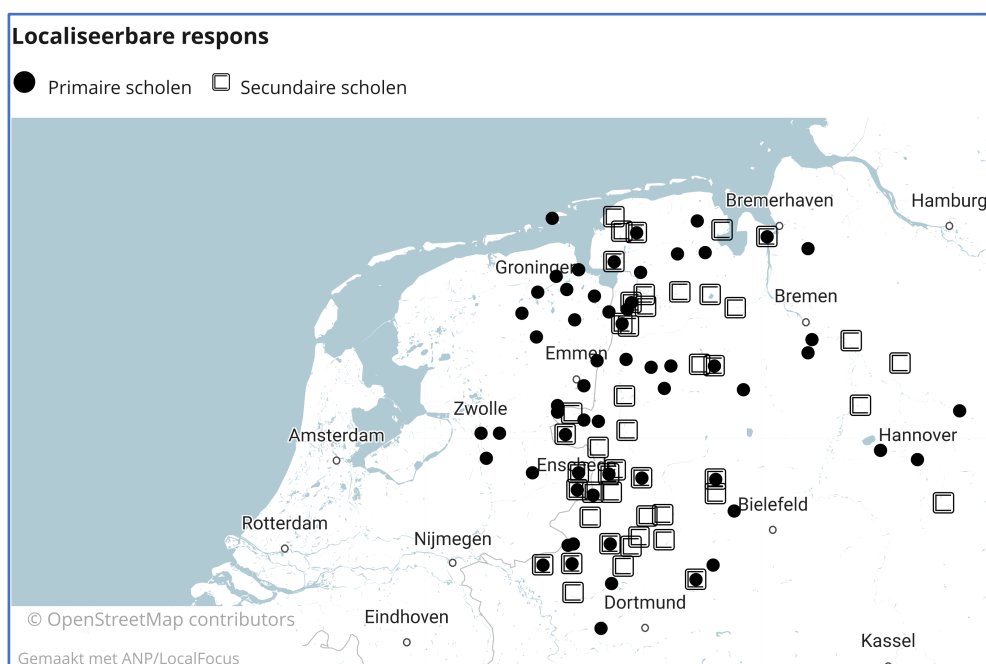 Localiseerbare respons
Primaire scholen
Secundaire scholen
Bremerhaven
Hamburg
Groningen
Bremen
Emmen
Zwolle
Amsterdam
Hannover
Enschede
Bielefeld
Rotterdam
Nijmegen
Dortmund
© OpenStreetMap contributors
Eindhoven
Kassel
Gemaakt met ANP/LocalFocus